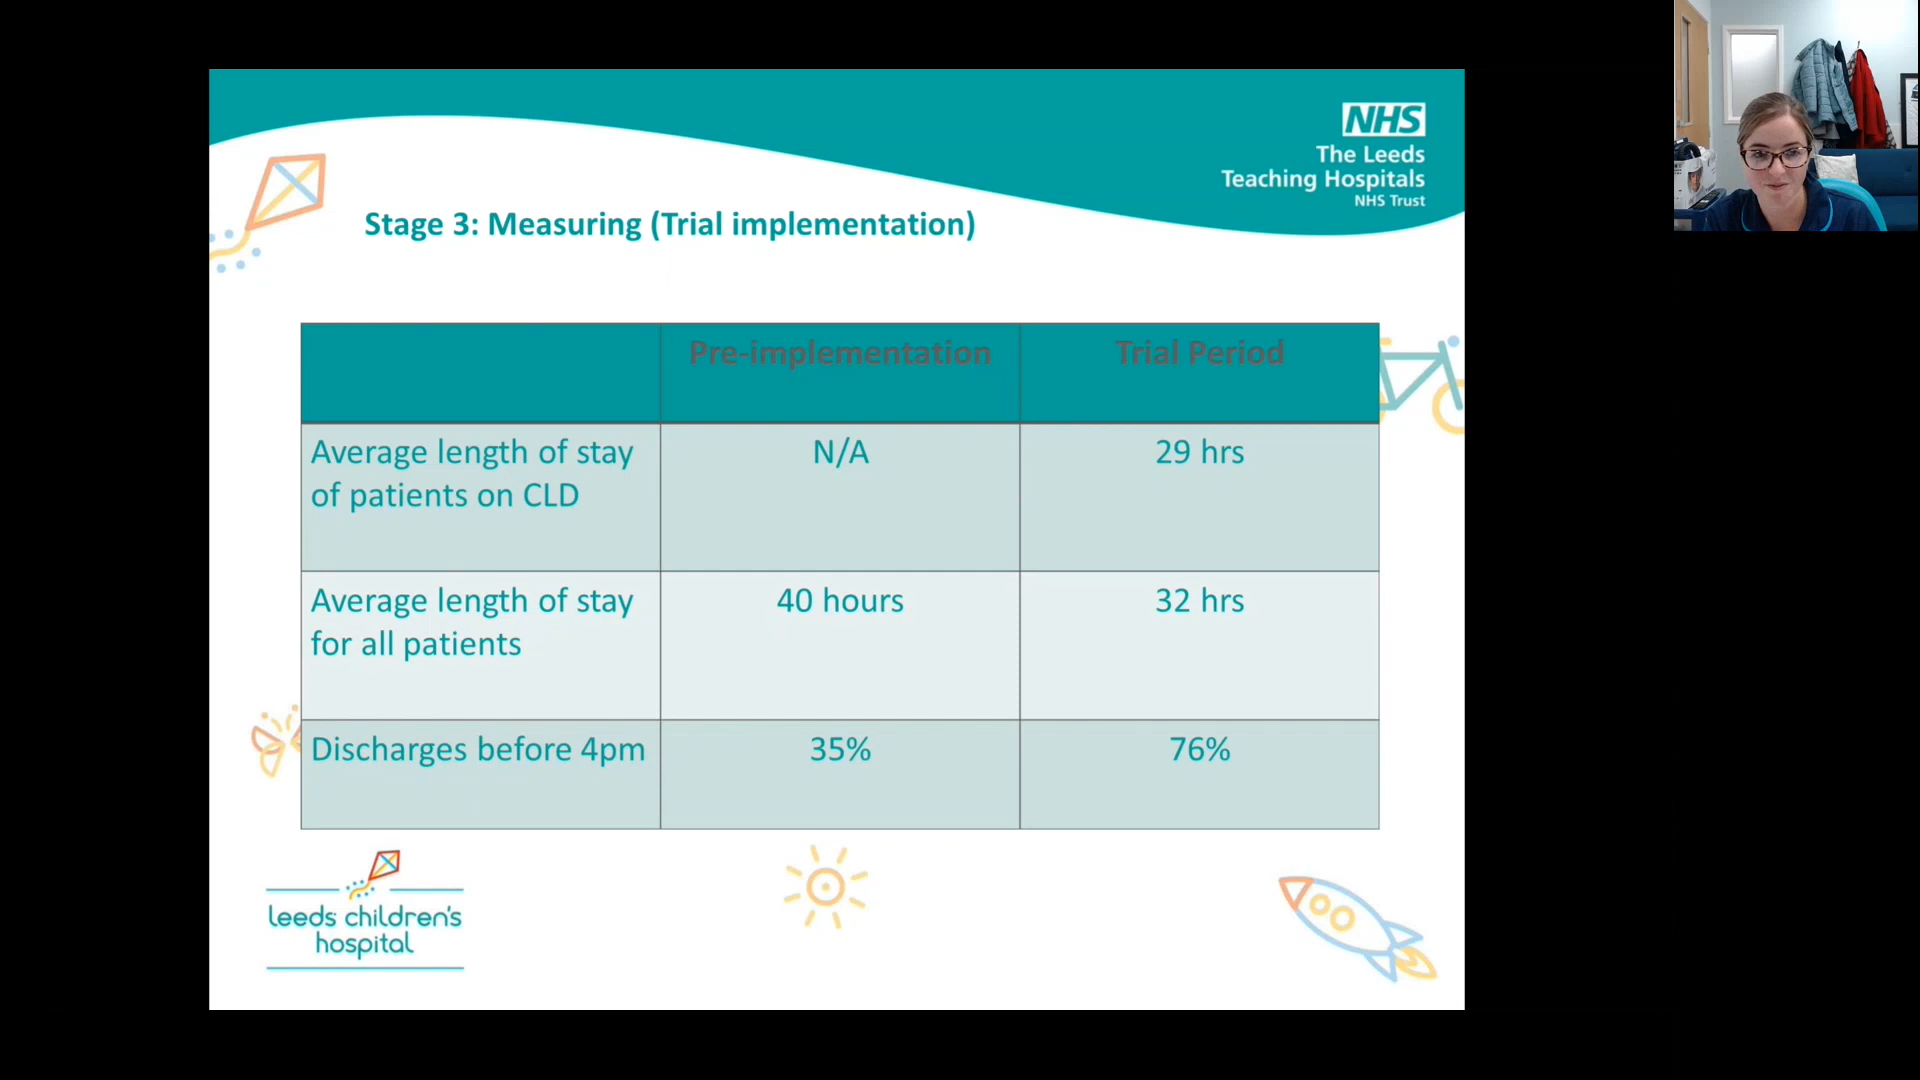 NHS
The Leeds
Teaching Hospitals
NHS Trust
Stage 3: Measuring (Trial implementation)
Pre-implementation
Trial Period
Average length of stay
of patients on CLD
N/A
29 hrs
Average length of stay
for all patients
40 hours
32 hrs
Discharges before 4pm
35%
76%
leeds children's
hospital